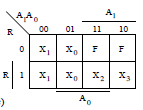 A₁A₀ A₁
R 00 01 11 10
0 X₁ X₀ F F
R 1 X₁ X₀ X₂ X₃
A₀